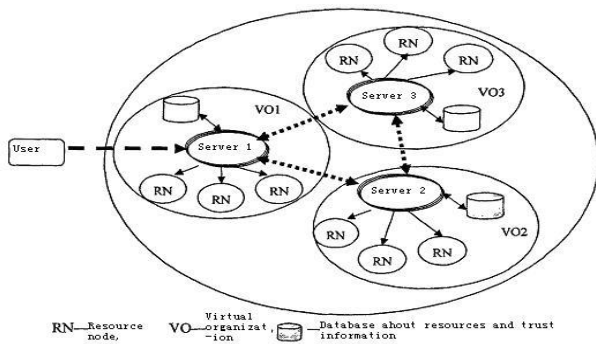 RN
RN
RN
Server 3
VO3
VO1
User
Server 1
RN
RN
RN
Server 2
RN
RN
RN
VO2
RN—Resource node,
VO—Virtual organizat,-ion
—Database ahout resources and trust information